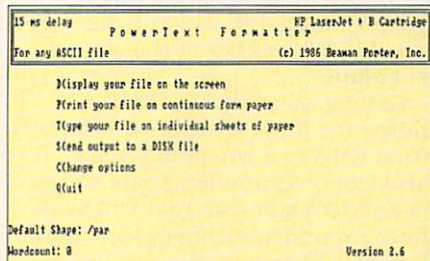 15 ms delay HP LaserJet + B Cartridge
PowerText Formatter
For any ASCII file (c) 1986 Beaman Porter, Inc.
D(isplay your file on the screen
P(rint your file on continuous form paper
T(ype your file on individual sheets of paper
S(end output to a DISK file
C(hange options
Q(uit
Default Shape: /par
Wordcount: 0 Version 2.6